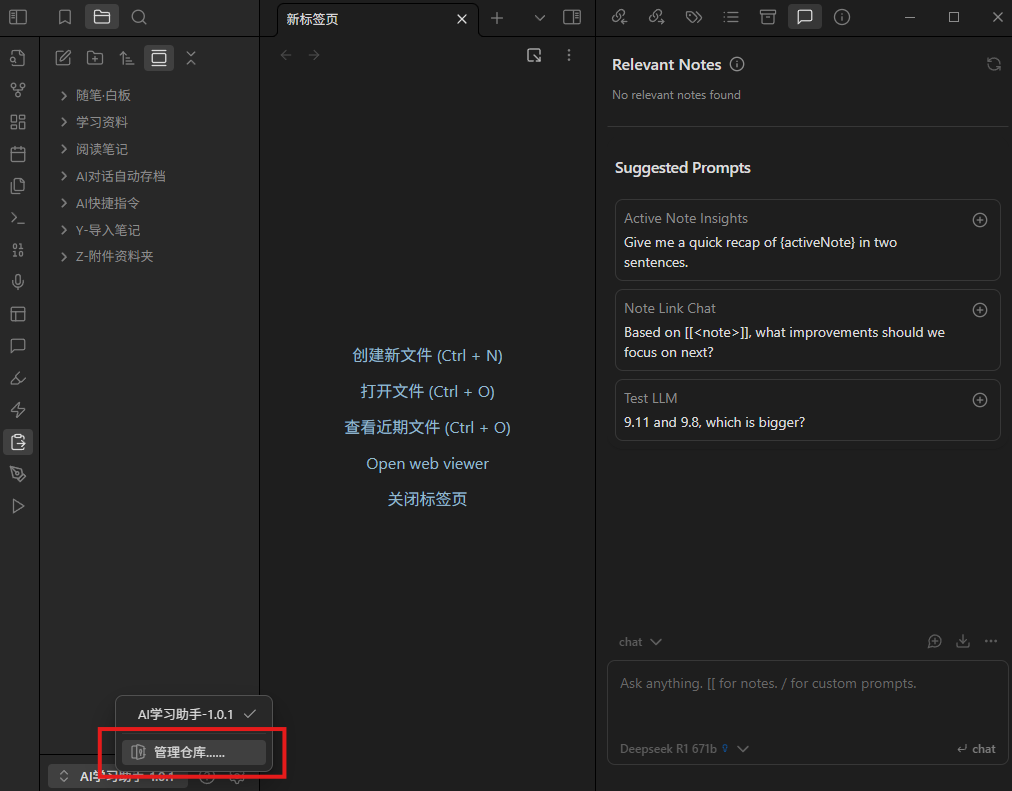 新标签页
随笔·白板
学习资料
阅读笔记
AI对话自动存档
AI快捷指令
Y-导入笔记
Z-附件资料夹
AI学习助手-1.0.1
管理仓库......
AI学习助手-1.0.1
创建新文件 (Ctrl + N)
打开文件 (Ctrl + O)
查看近期文件 (Ctrl + O)
Open web viewer
关闭标签页
Relevant Notes
No relevant notes found
Suggested Prompts
Active Note Insights
Give me a quick recap of {activeNote} in two
sentences.
Note Link Chat
Based on [[<note>]], what improvements should we
focus on next?
Test LLM
9.11 and 9.8, which is bigger?
chat
Ask anything. [[ for notes. / for custom prompts.
Deepseek R1 671b
chat